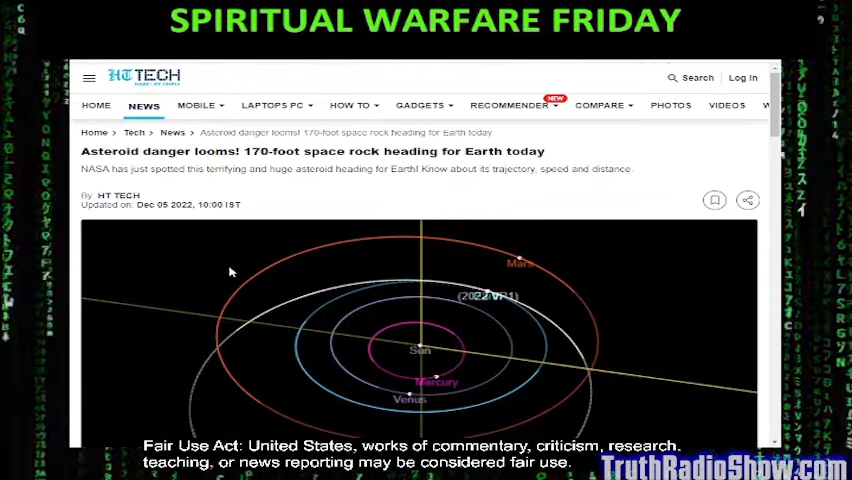 SPIRITUAL WARFARE FRIDAY
HT TECH
Search Log In
HOME NEWS MOBILE LAPTOPS PC HOW TO GADGETS RECOMMENDER NEW COMPARE PHOTOS VIDEOS
Home > Tech > News > Asteroid danger looms! 170-foot space rock heading for Earth today
Asteroid danger looms! 170-foot space rock heading for Earth today
NASA has just spotted this terrifying and huge asteroid heading for Earth! Know about its trajectory, speed and distance.
By: HT TECH
Updated on: Dec 05 2022, 10:00 IST
Mars
Sun
Mercury
Venus
Fair Use Act: United States, works of commentary, criticism, research,
teaching, or news reporting may be considered fair use.
TruthRadioShow.com